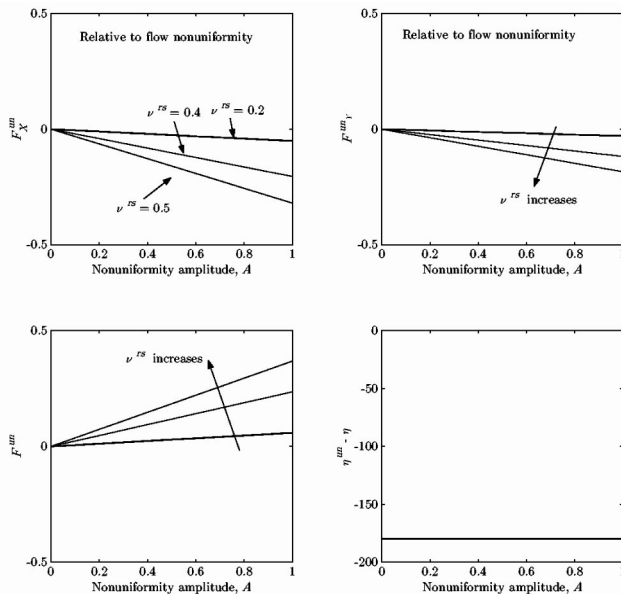 0.5
Relative to flow nonuniformity
ν rs = 0.4
ν rs = 0.2
0
F X un
ν rs = 0.5
-0.5
0 0.2 0.4 0.6 0.8 1
Nonuniformity amplitude, A
0.5
Relative to flow nonuniformity
0
F un Y
ν rs increases
-0.5
0 0.2 0.4 0.6 0.8 1
Nonuniformity amplitude, A
0.5
ν rs increases
0
F un
-0.5
0 0.2 0.4 0.6 0.8 1
Nonuniformity amplitude, A
0
-50
-100
η un - η
-150
-200
0 0.2 0.4 0.6 0.8 1
Nonuniformity amplitude, A